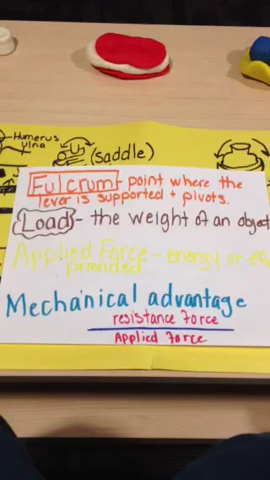 Humerus
Ulna
(saddle)
Fulcrum - point where the
lever is supported + pivots.
Load - the weight of an object
Applied Force - energy or
provided
Mechanical advantage
resistance Force
Applied Force